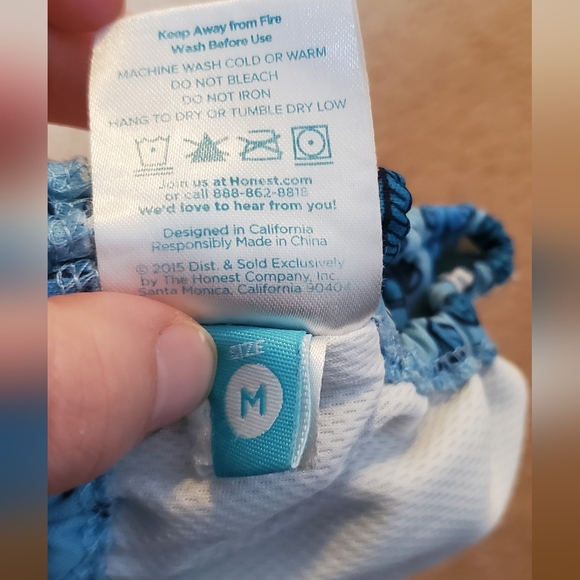 Keep Away from Fire
Wash Before Use
MACHINE WASH COLD OR WARM
DO NOT BLEACH
DO NOT IRON
HANG TO DRY OR TUMBLE DRY LOW
Join us at Honest.com
or call 888-862-8818
We'd love to hear from you!
Designed in California
Responsibly Made in China
© 2015 Dist. & Sold Exclusively
by The Honest Company, Inc.
Santa Monica, California 90404
SIZE
M